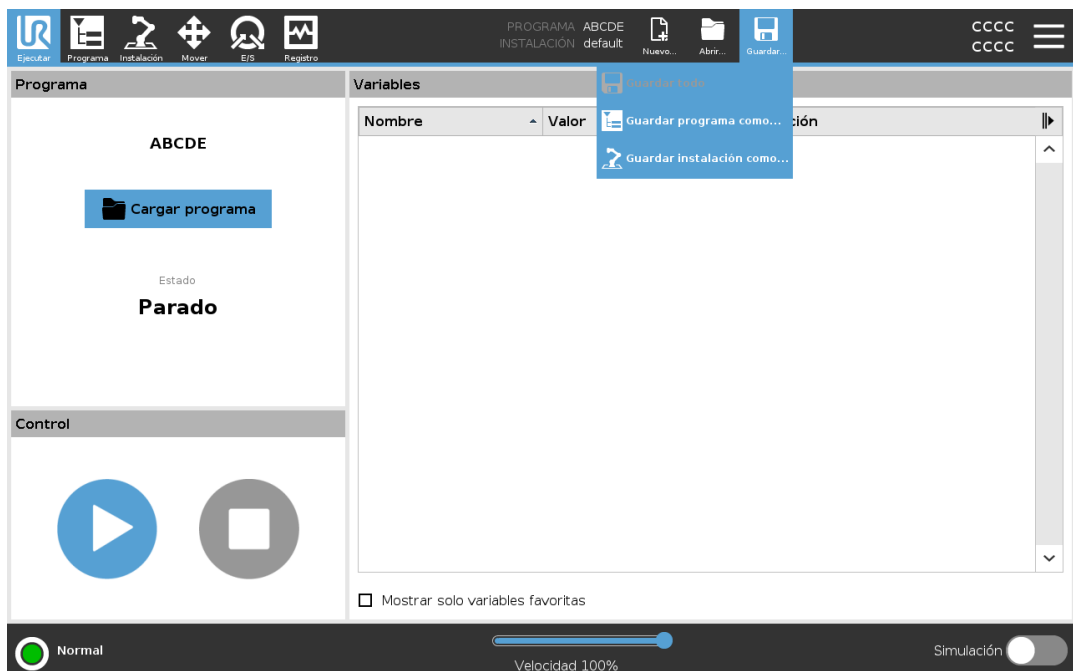 UR
Ejecutar
Programa
Instalación
Mover
E/S
Registro
PROGRAMA ABCDE
INSTALACIÓN default
Nuevo...
Abrir...
Guardar...
CCCC
CCCC
Programa
ABCDE
Cargar programa
Estado
Parado
Control
Variables
Nombre
Valor
ión
Guardar todo
Guardar programa como...
Guardar instalación como...
Mostrar solo variables favoritas
Normal
Velocidad 100%
Simulación